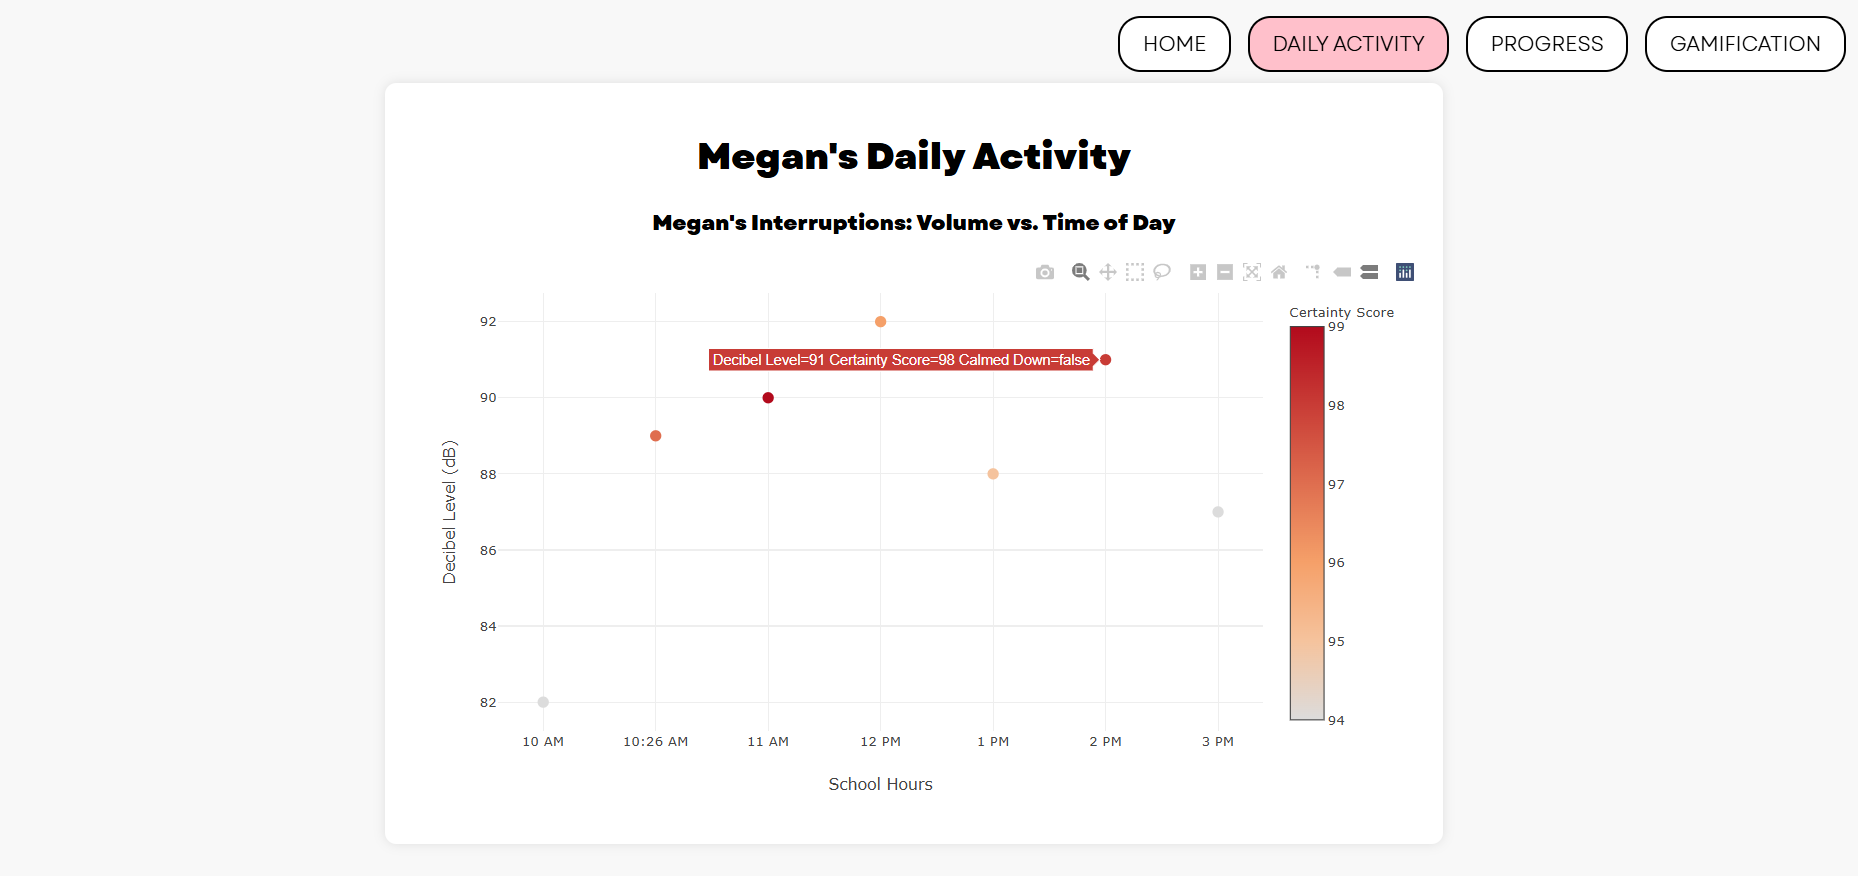 HOME DAILY ACTIVITY PROGRESS GAMIFICATION
Megan's Daily Activity
Megan's Interruptions: Volume vs. Time of Day
Certainty Score
99
98
97
96
95
94
92
90
88
86
84
82
Decibel Level (dB)
Decibel Level=91 Certainty Score=98 Calmed Down=false
10 AM 10:26 AM 11 AM 12 PM 1 PM 2 PM 3 PM
School Hours